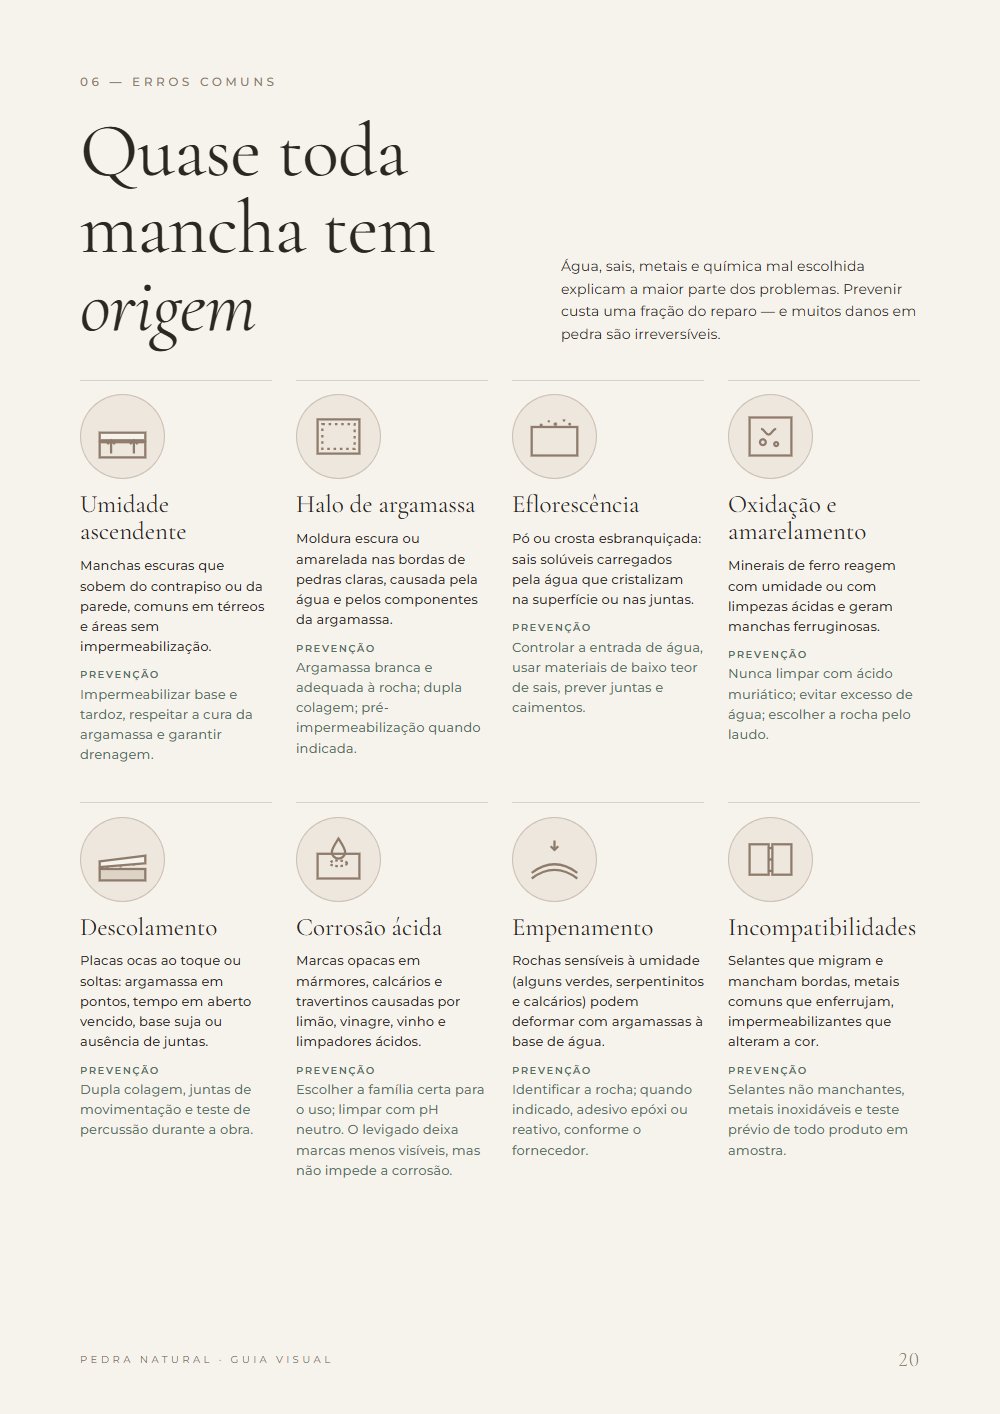 06 — ERROS COMUNS
Quase toda
mancha tem
origem
Água, sais, metais e química mal escolhida
explicam a maior parte dos problemas. Prevenir
custa uma fração do reparo — e muitos danos em
pedra são irreversíveis.
Umidade
ascendente
Manchas escuras que
sobem do contrapiso ou da
parede, comuns em térreos
e áreas sem
impermeabilização.
PREVENÇÃO
Impermeabilizar base e
tardoz, respeitar a cura da
argamassa e garantir
drenagem.
Halo de argamassa
Moldura escura ou
amarelada nas bordas de
pedras claras, causada pela
água e pelos componentes
da argamassa.
PREVENÇÃO
Argamassa branca e
adequada à rocha; dupla
colagem; pré-
impermeabilização quando
indicada.
Eflorescência
Pó ou crosta esbranquiçada:
sais solúveis carregados
pela água que cristalizam
na superfície ou nas juntas.
PREVENÇÃO
Controlar a entrada de água,
usar materiais de baixo teor
de sais, prever juntas e
caimentos.
Oxidação e
amarelamento
Minerais de ferro reagem
com umidade ou com
limpezas ácidas e geram
manchas ferruginosas.
PREVENÇÃO
Nunca limpar com ácido
muriático; evitar excesso de
água; escolher a rocha pelo
laudo.
Descolamento
Placas ocas ao toque ou
soltas: argamassa em
pontos, tempo em aberto
vencido, base suja ou
ausência de juntas.
PREVENÇÃO
Dupla colagem, juntas de
movimentação e teste de
percussão durante a obra.
Corrosão ácida
Marcas opacas em
mármores, calcários e
travertinos causadas por
limão, vinagre, vinho e
limpadores ácidos.
PREVENÇÃO
Escolher a família certa para
o uso; limpar com pH
neutro. O levigado deixa
marcas menos visíveis, mas
não impede a corrosão.
Empenamento
Rochas sensíveis à umidade
(alguns verdes, serpentinitos
e calcários) podem
deformar com argamassas à
base de água.
PREVENÇÃO
Identificar a rocha; quando
indicado, adesivo epóxi ou
reativo, conforme o
fornecedor.
Incompatibilidades
Selantes que migram e
mancham bordas, metais
comuns que enferrujam,
impermeabilizantes que
alteram a cor.
PREVENÇÃO
Selantes não manchantes,
metais inoxidáveis e teste
prévio de todo produto em
amostra.
PEDRA NATURAL · GUIA VISUAL
20